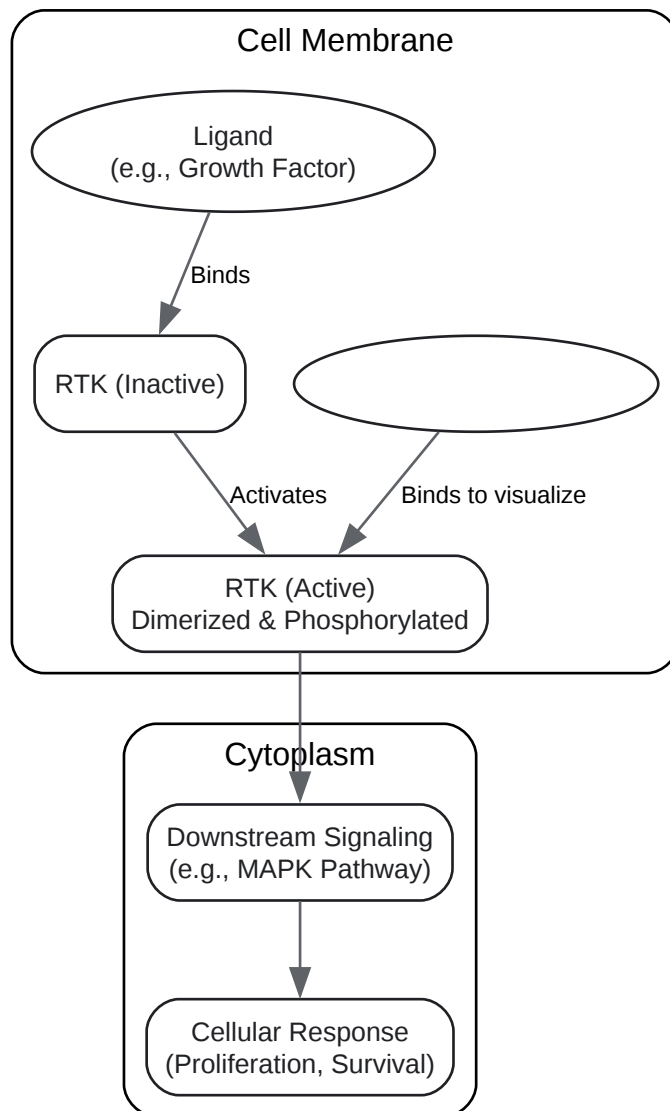 Cell Membrane
Ligand
(e.g., Growth Factor)
Binds
RTK (Inactive)
Activates
Binds to visualize
RTK (Active)
Dimerized & Phosphorylated
Cytoplasm
Downstream Signaling
(e.g., MAPK Pathway)
Cellular Response
(Proliferation, Survival)